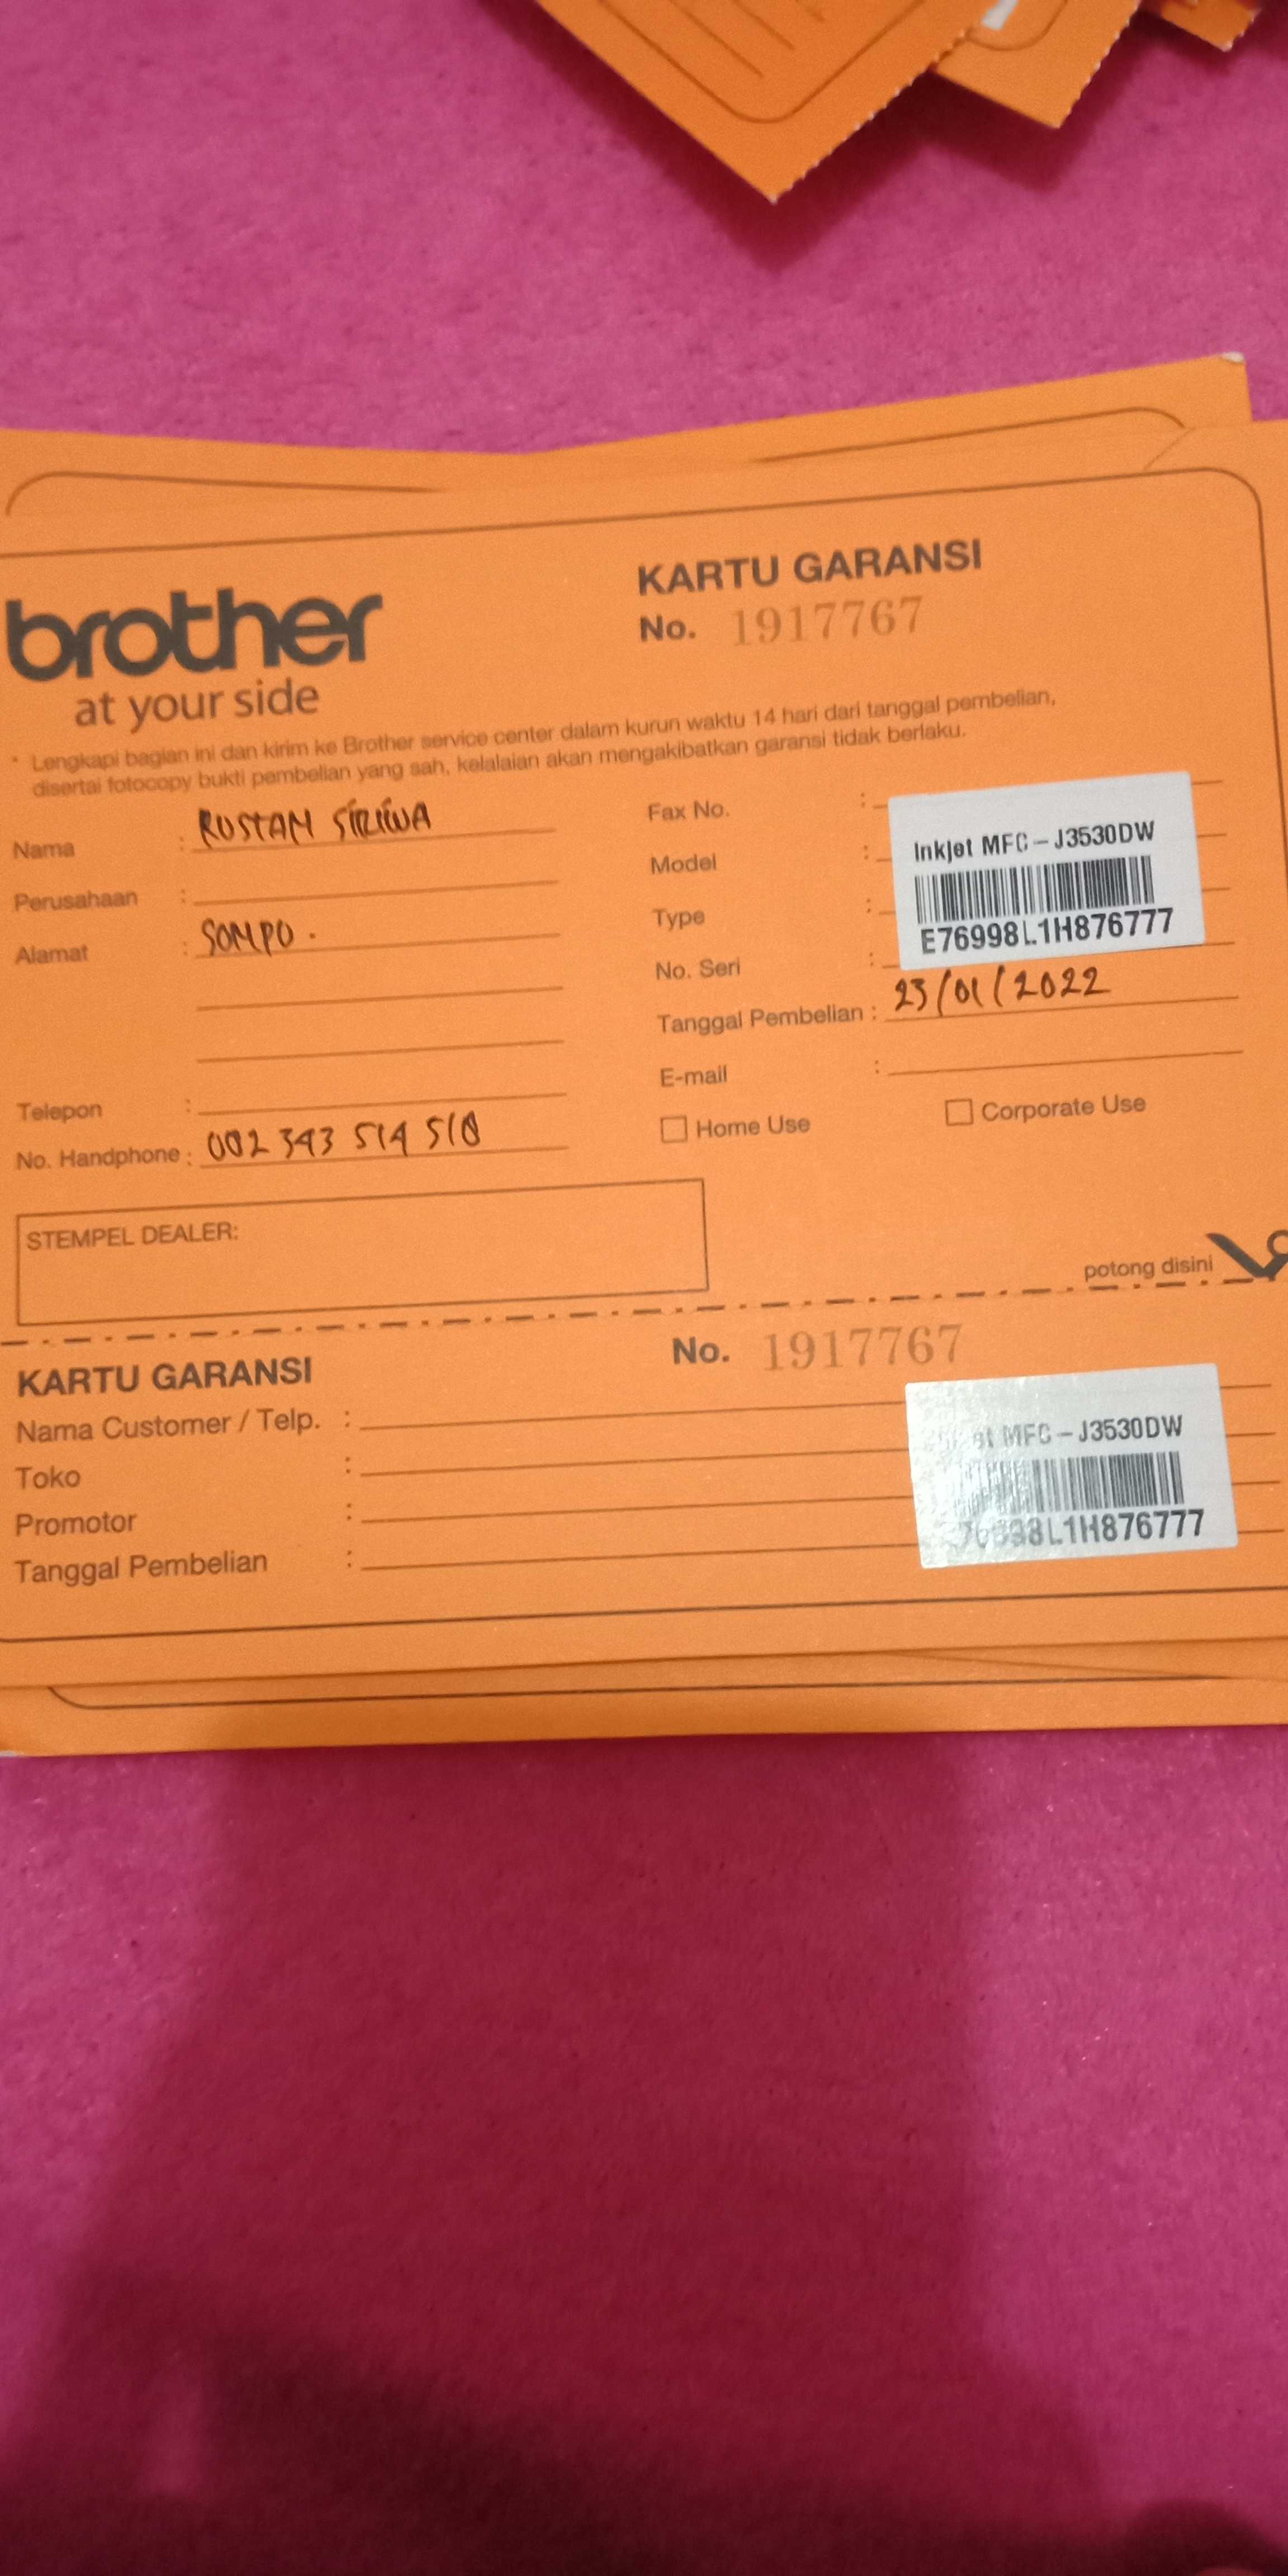 brother
at your side
KARTU GARANSI
No. 1917767
* Lengkapi bagian ini dan kirim ke Brother service center dalam kurun waktu 14 hari dari tanggal pembelian,
disertai fotocopy bukti pembelian yang sah, kelalaian akan mengakibatkan garansi tidak berlaku.
Nama : RUSTAM
Perusahaan :
Alamat : SOMPO.
Telepon :
No. Handphone : 002 343 514 510
Fax No. :
Model :
Type :
No. Seri :
Inkjet MFC-J3530DW
E76998L1H876777
Tanggal Pembelian : 23/01/2022
E-mail :
Home Use
Corporate Use
STEMPEL DEALER:
potong disini
KARTU GARANSI
No. 1917767
Nama Customer / Telp. :
Toko :
Promotor :
Tanggal Pembelian :
MFC-J3530DW
E76998L1H876777